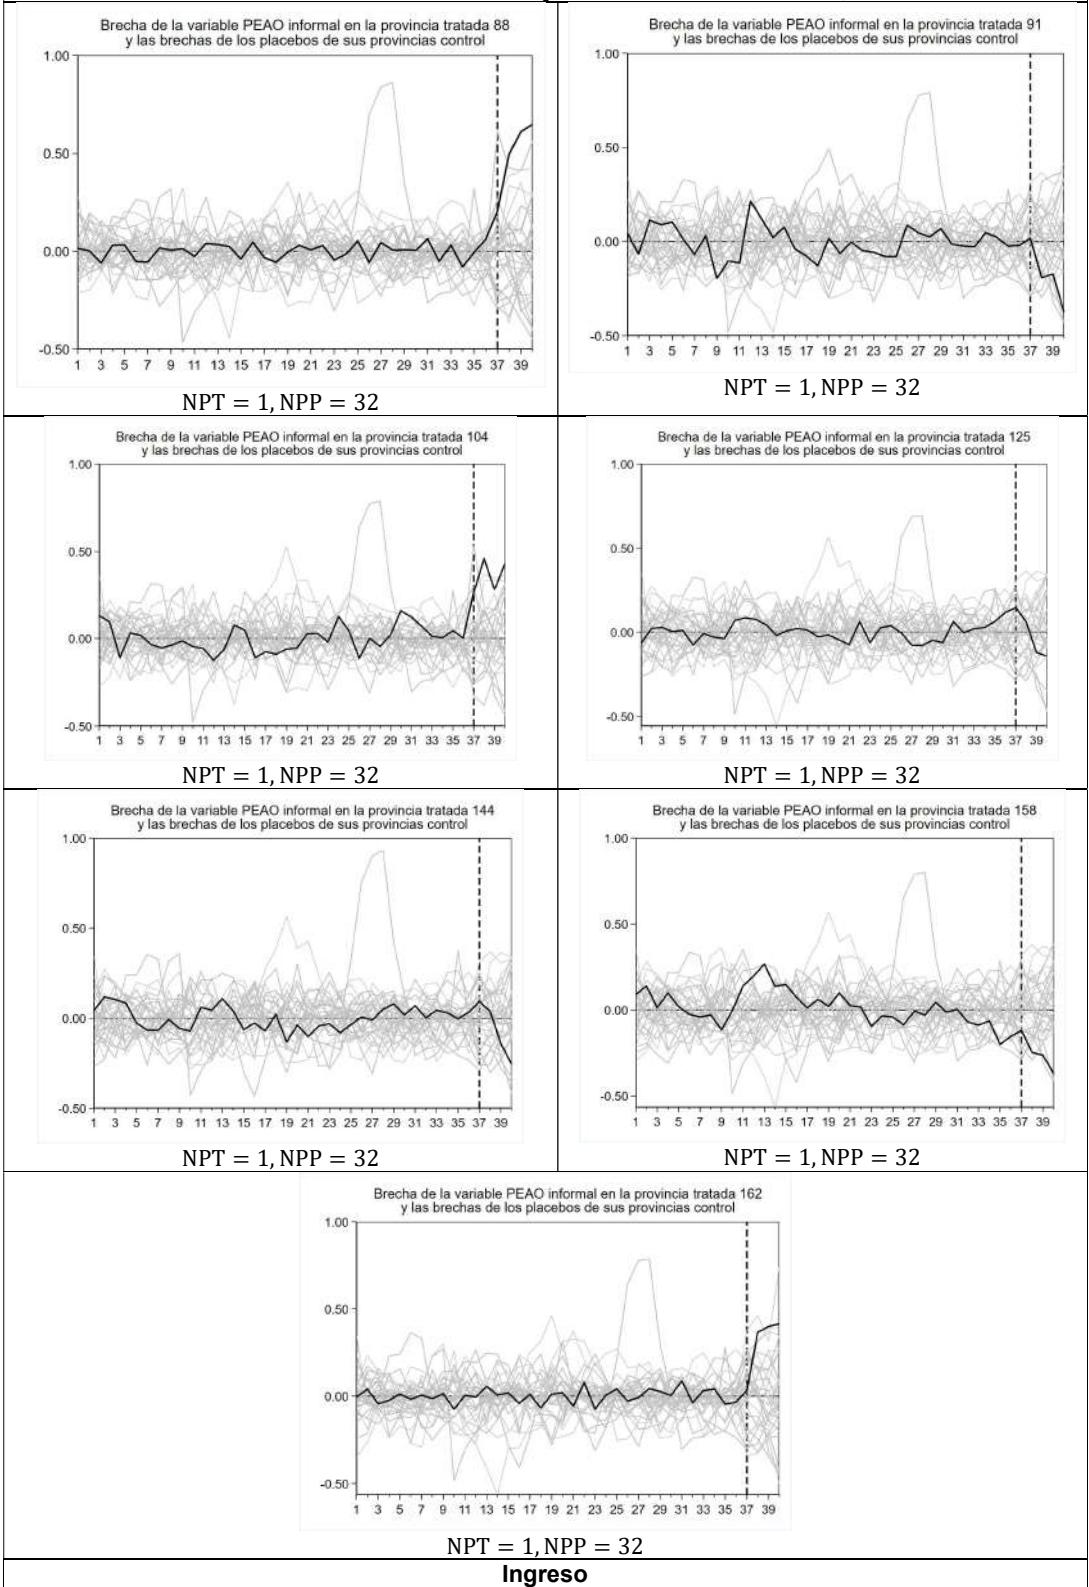 Brecha de la variable PEAO informal en la provincia tratada 88
y las brechas de los placebos de sus provincias control
1.00
0.50
0.00
-0.50
1 3 5 7 9 11 13 15 17 19 21 23 25 27 29 31 33 35 37 39
NPT = 1, NPP = 32
Brecha de la variable PEAO informal en la provincia tratada 91
y las brechas de los placebos de sus provincias control
1.00
0.50
0.00
-0.50
1 3 5 7 9 11 13 15 17 19 21 23 25 27 29 31 33 35 37 39
NPT = 1, NPP = 32
Brecha de la variable PEAO informal en la provincia tratada 104
y las brechas de los placebos de sus provincias control
1.00
0.50
0.00
-0.50
1 3 5 7 9 11 13 15 17 19 21 23 25 27 29 31 33 35 37 39
NPT = 1, NPP = 32
Brecha de la variable PEAO informal en la provincia tratada 125
y las brechas de los placebos de sus provincias control
1.00
0.50
0.00
-0.50
1 3 5 7 9 11 13 15 17 19 21 23 25 27 29 31 33 35 37 39
NPT = 1, NPP = 32
Brecha de la variable PEAO informal en la provincia tratada 144
y las brechas de los placebos de sus provincias control
1.00
0.50
0.00
-0.50
1 3 5 7 9 11 13 15 17 19 21 23 25 27 29 31 33 35 37 39
NPT = 1, NPP = 32
Brecha de la variable PEAO informal en la provincia tratada 158
y las brechas de los placebos de sus provincias control
1.00
0.50
0.00
-0.50
1 3 5 7 9 11 13 15 17 19 21 23 25 27 29 31 33 35 37 39
NPT = 1, NPP = 32
Brecha de la variable PEAO informal en la provincia tratada 162
y las brechas de los placebos de sus provincias control
1.00
0.50
0.00
-0.50
1 3 5 7 9 11 13 15 17 19 21 23 25 27 29 31 33 35 37 39
NPT = 1, NPP = 32
Ingreso